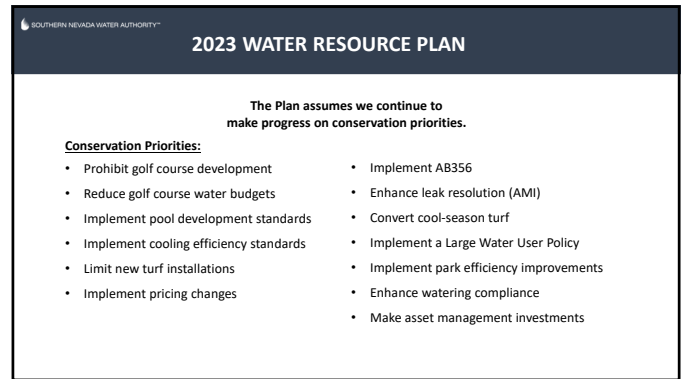 SOUTHERN NEVADA WATER AUTHORITY™
2023 WATER RESOURCE PLAN
The Plan assumes we continue to
make progress on conservation priorities.
Conservation Priorities:
• Prohibit golf course development
• Reduce golf course water budgets
• Implement pool development standards
• Implement cooling efficiency standards
• Limit new turf installations
• Implement pricing changes
• Implement AB356
• Enhance leak resolution (AMI)
• Convert cool-season turf
• Implement a Large Water User Policy
• Implement park efficiency improvements
• Enhance watering compliance
• Make asset management investments